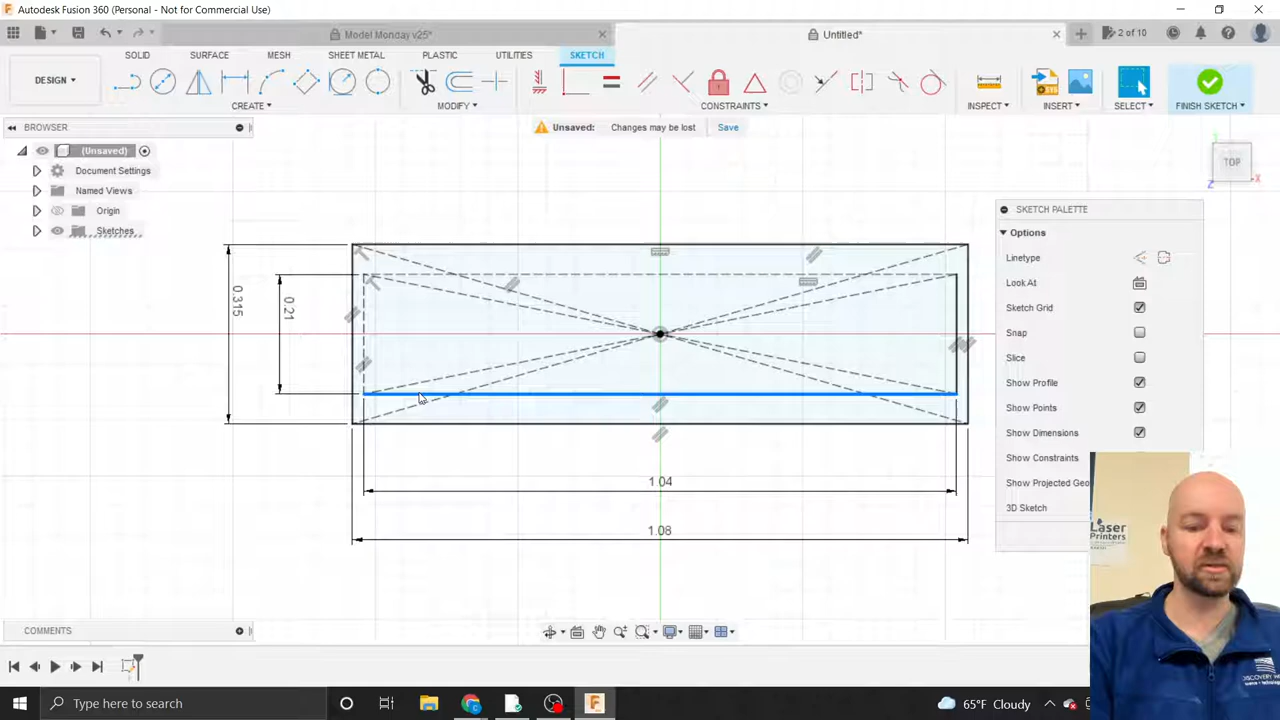 Autodesk Fusion 360 (Personal - Not for Commercial Use)
Model Monday v25*
Untitled*
2 of 10
SOLID SURFACE MESH SHEET METAL PLASTIC UTILITIES SKETCH
DESIGN
CREATE
MODIFY
CONSTRAINTS
INSPECT
INSERT
SELECT
FINISH SKETCH
BROWSER
Unsaved: Changes may be lost Save
(Unsaved)
Document Settings
Named Views
Origin
Sketches
TOP
X
Z
SKETCH PALETTE
Options
Linetype
Look At
Sketch Grid
Snap
Slice
Show Profile
Show Points
Show Dimensions
Show Constraints
Show Projected Geo
3D Sketch
0.315
0.21
1.04
1.08
Laser
Printers
COMMENTS
Type here to search
65°F Cloudy